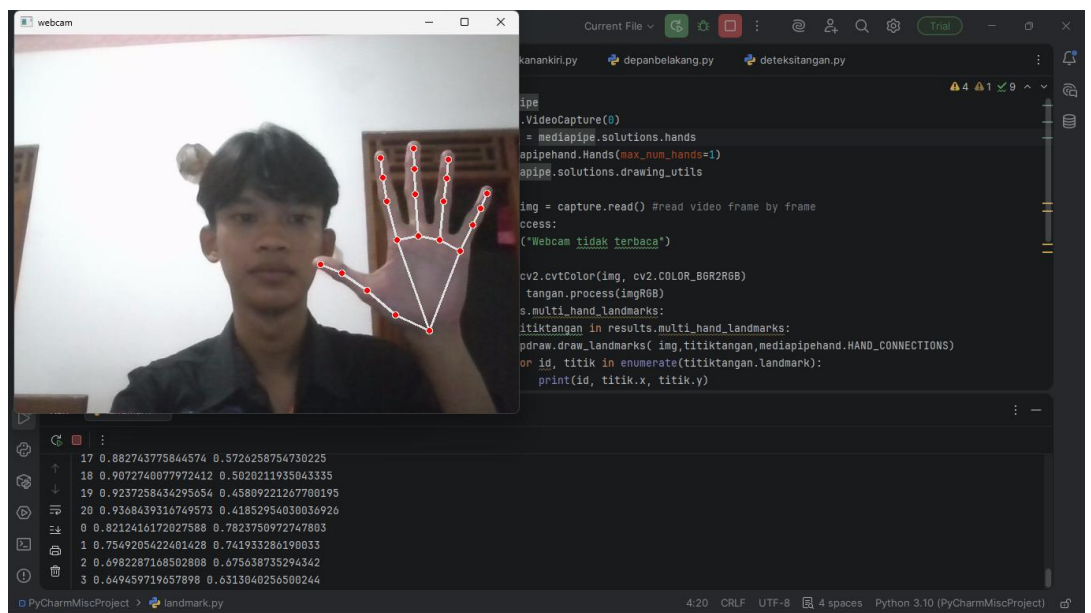 webcam
Current File
Trial
kanankiri.py depanbelakang.py deteksitangan.py
4 1 9
ipe
.VideoCapture(0)
= mediapipe.solutions.hands
apipehand.Hands(max_num_hands=1)
apipe.solutions.drawing_utils
img = capture.read() #read video frame by frame
ccess:
("Webcam tidak terbaca")
cv2.cvtColor(img, cv2.COLOR_BGR2RGB)
tangan.process(imgRGB)
s.multi_hand_landmarks:
itiktangan in results.multi_hand_landmarks:
pdraw.draw_landmarks( img,titiktangan,mediapipehand.HAND_CONNECTIONS)
or id, titik in enumerate(titiktangan.landmark):
print(id, titik.x, titik.y)
17 0.882743775844574 0.5726258754730225
18 0.9072740077972412 0.5020211935043335
19 0.9237258434295654 0.45809221267700195
20 0.9368439316749573 0.41852954030036926
0 0.8212416172027588 0.7823750972747803
1 0.7549205422401428 0.741933286190033
2 0.6982287168502808 0.675638735294342
3 0.649459719657898 0.6313040256500244
PyCharmMiscProject > landmark.py 4:20 CRLF UTF-8 4 spaces Python 3.10 (PyCharmMiscProject)